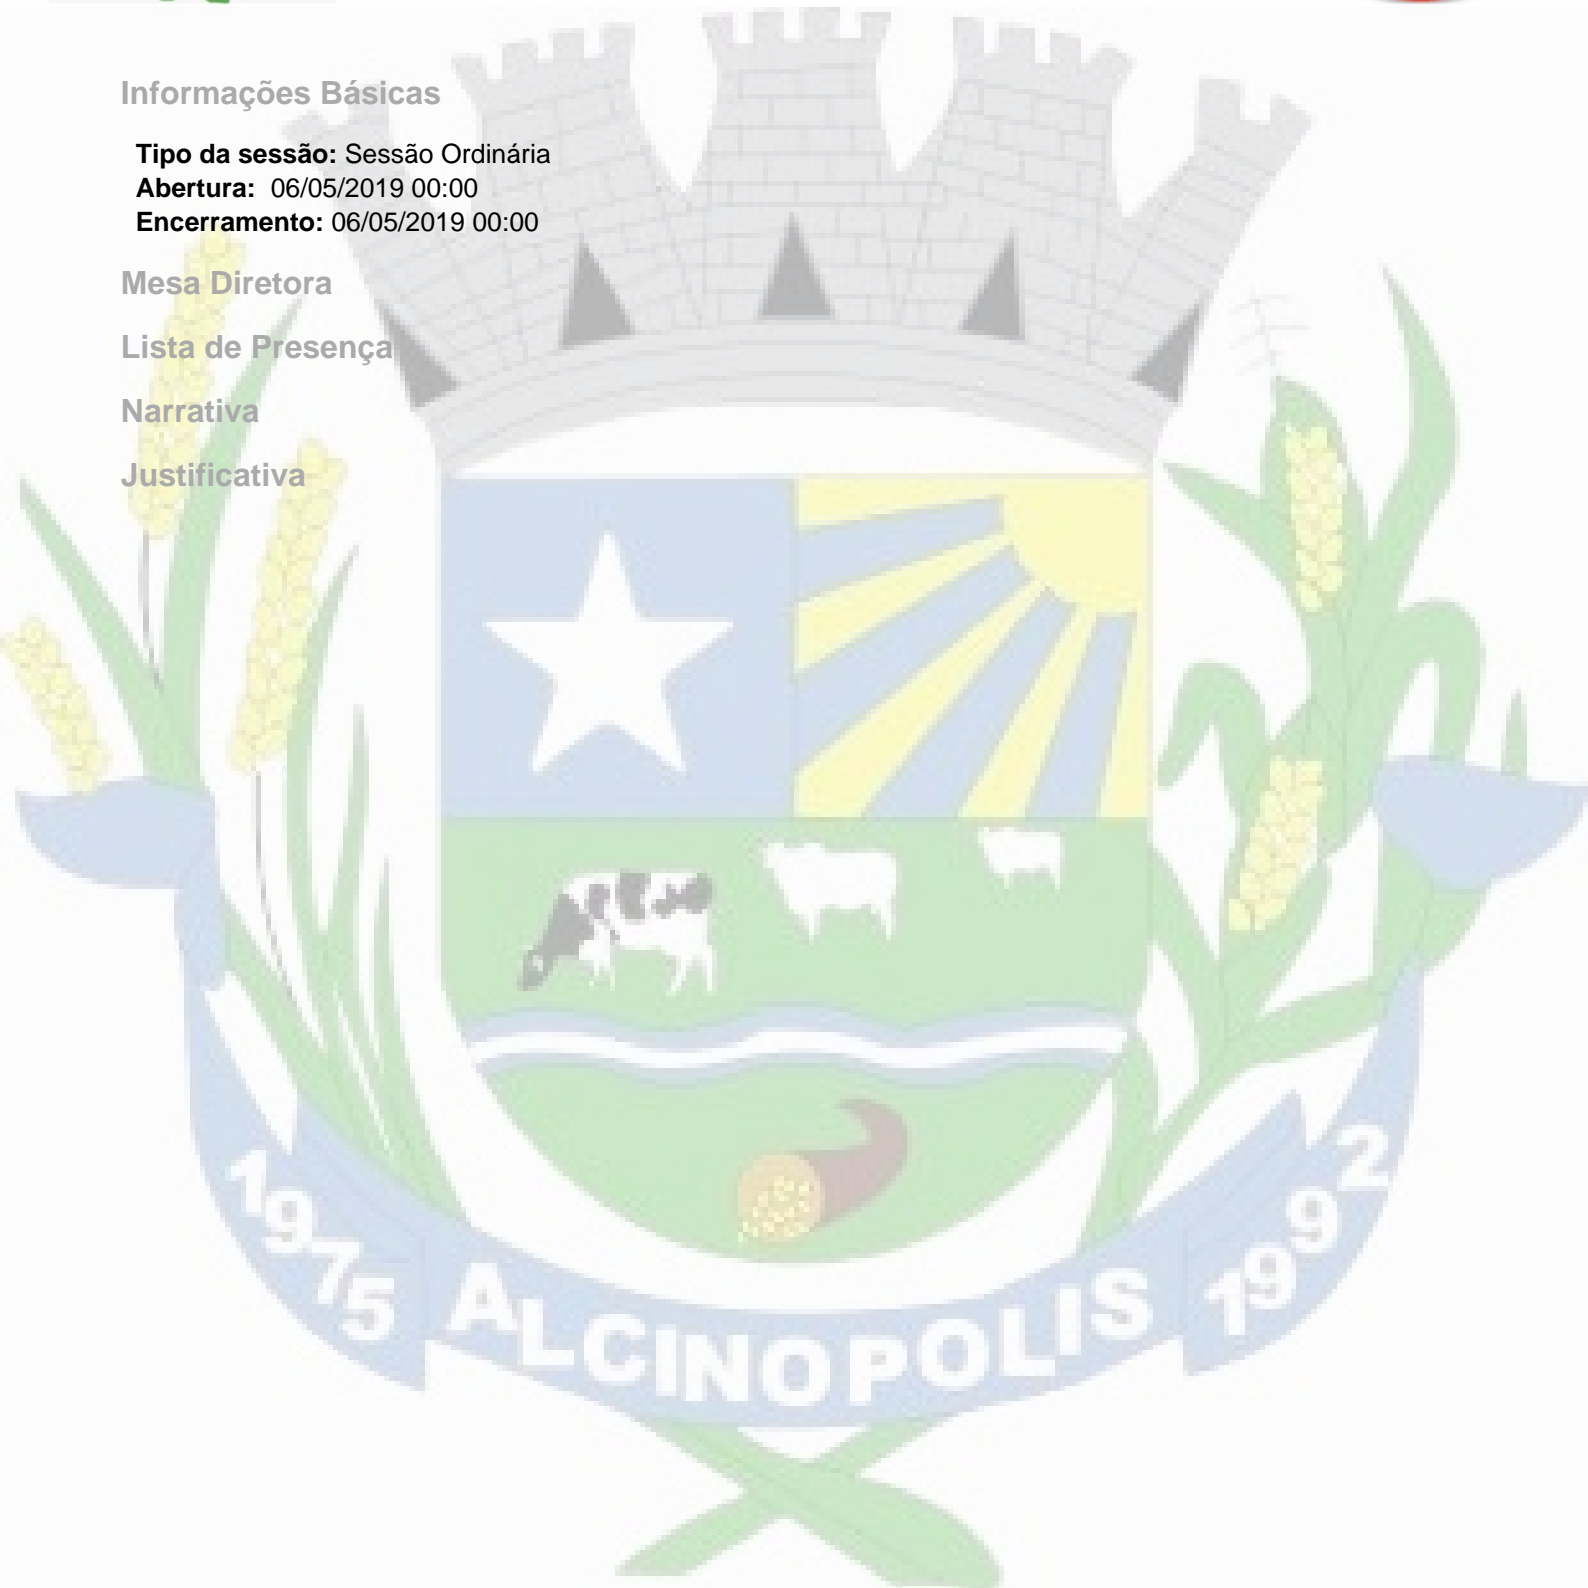 Informações Básicas
Tipo da sessão: Sessão Ordinária
Abertura: 06/05/2019 00:00
Encerramento: 06/05/2019 00:00
Mesa Diretora
Lista de Presença
Narrativa
Justificativa
1975 ALCINOPOLIS 1992